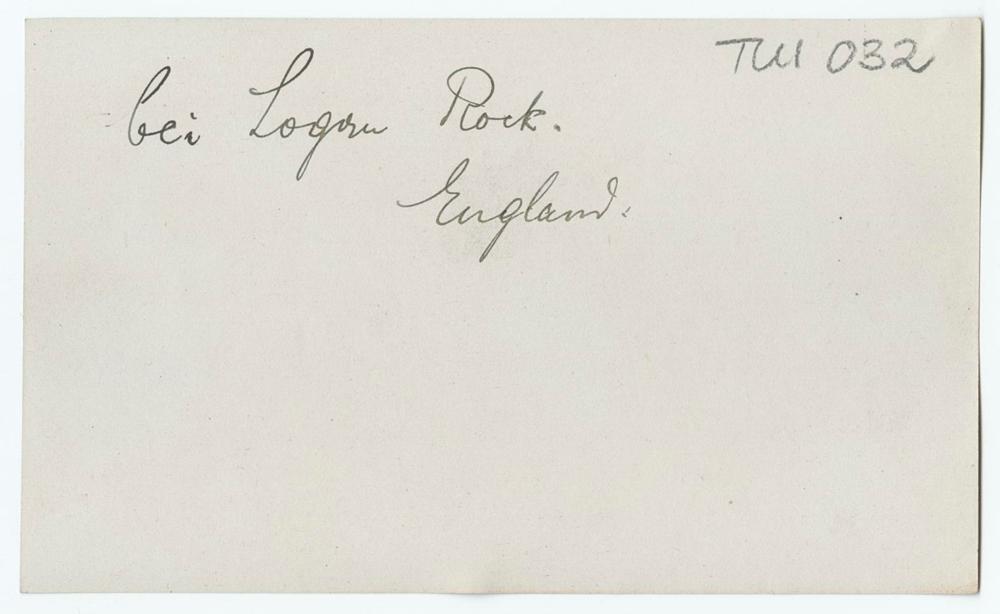 TUI 032
bei Logan Rock.
England.